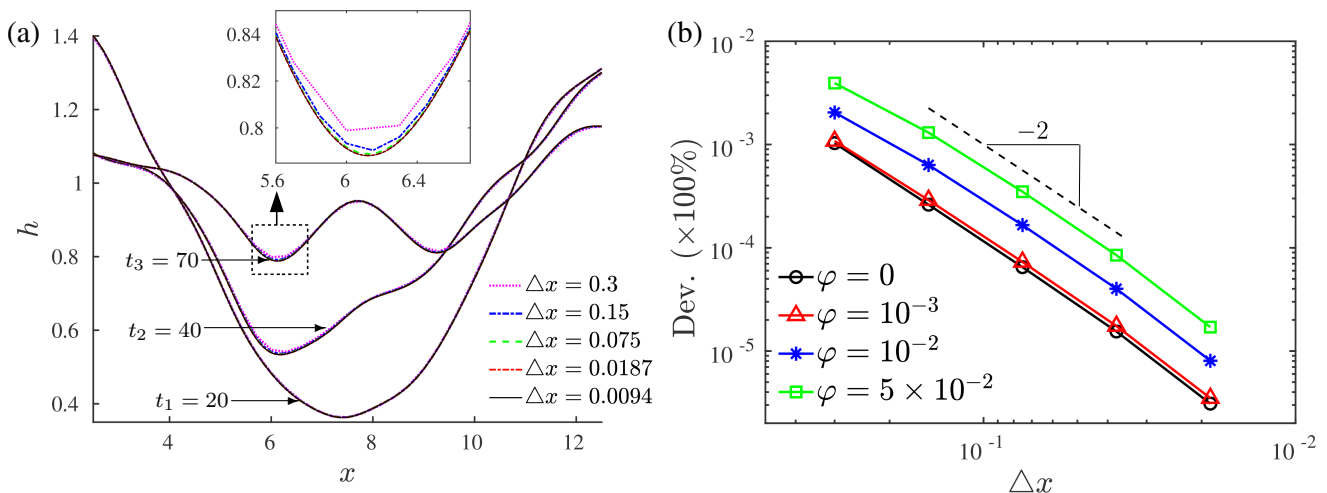 (a)
1.4
1.2
1
0.8
0.6
0.4
h
4
6
8
10
12
x
0.84
0.82
0.8
5.6
6
6.4
t₃ = 70
t₂ = 40
t₁ = 20
△x = 0.3
△x = 0.15
△x = 0.075
△x = 0.0187
△x = 0.0094
(b)
10⁻²
10⁻³
10⁻⁴
10⁻⁵
Dev. (×100%)
−2
φ = 0
φ = 10⁻³
φ = 10⁻²
φ = 5 × 10⁻²
10⁻¹
10⁻²
△x